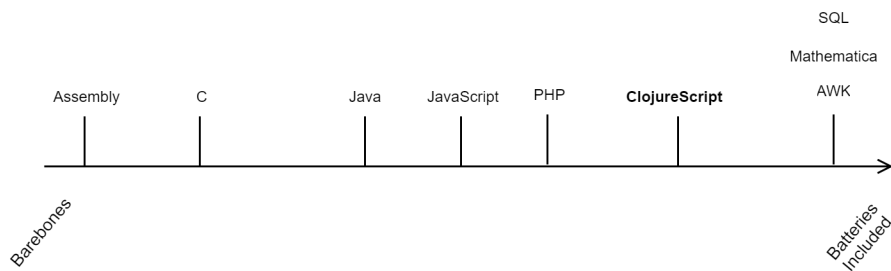 SQL
Mathematica
AWK
Assembly
C
Java
JavaScript
PHP
ClojureScript
Barebones
Batteries
Included